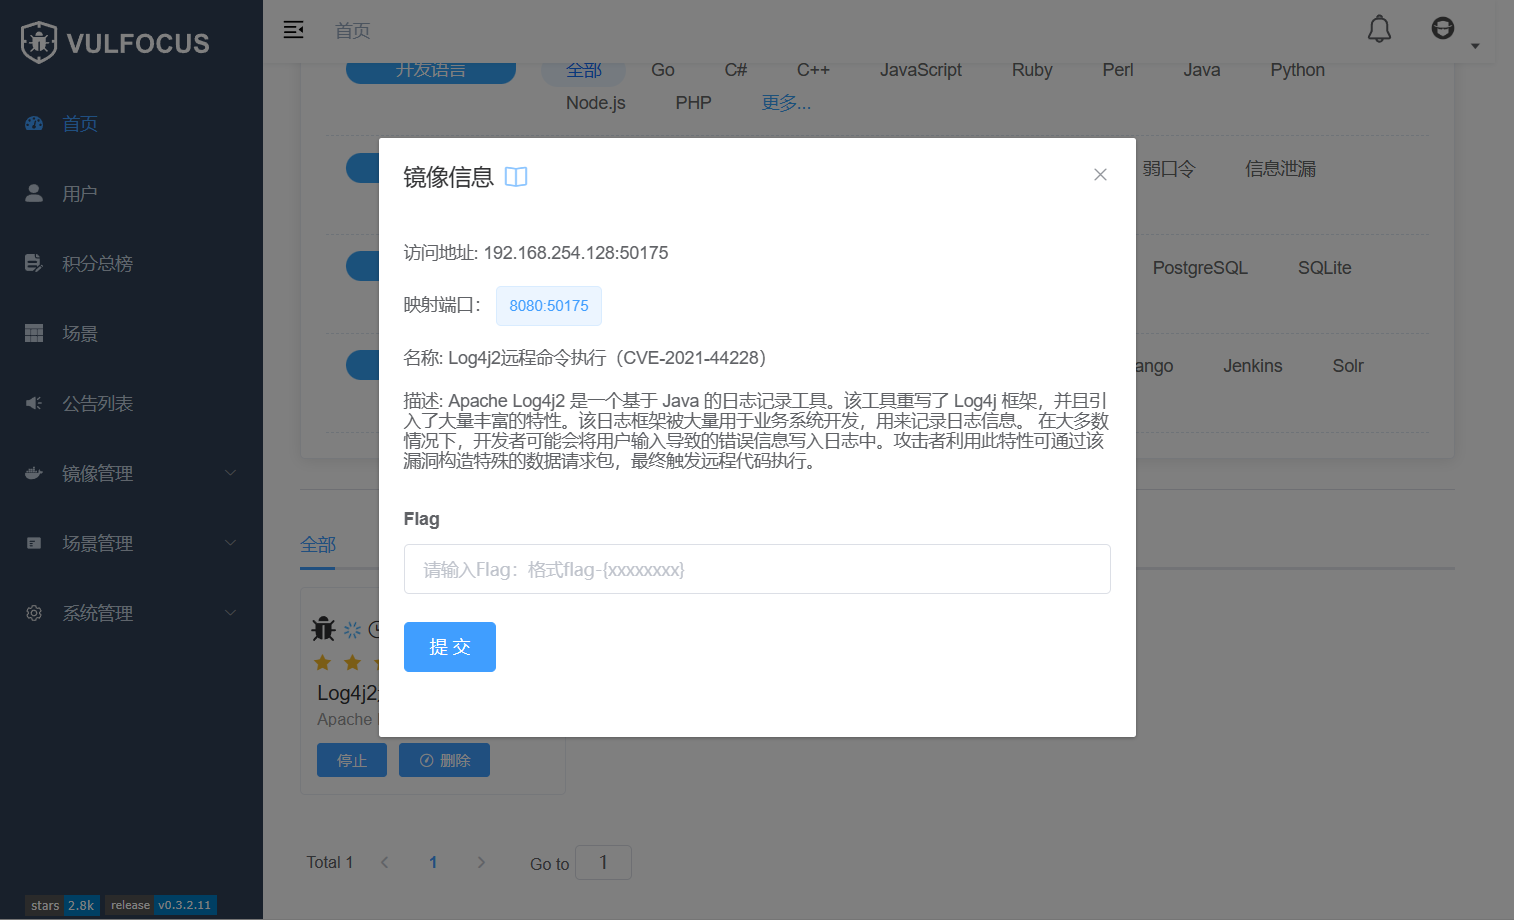 VULFOCUS
首页
开发语言 全部 Go C# C++ JavaScript Ruby Perl Java Python
Node.js PHP 更多...
首页
用户
积分总榜
场景
公告列表
镜像管理
场景管理
系统管理
stars 2.8k release v0.3.2.11
弱口令 信息泄漏
PostgreSQL SQLite
ango Jenkins Solr
镜像信息
访问地址: 192.168.254.128:50175
映射端口: 8080:50175
名称: Log4j2远程命令执行（CVE-2021-44228）
描述: Apache Log4j2 是一个基于 Java 的日志记录工具。该工具重写了 Log4j 框架，并且引
入了大量丰富的特性。该日志框架被大量用于业务系统开发，用来记录日志信息。 在大多数
情况下，开发者可能会将用户输入导致的错误信息写入日志中。攻击者利用此特性可通过该
漏洞构造特殊的数据请求包，最终触发远程代码执行。
Flag
请输入Flag：格式flag-{xxxxxxxx}
提 交
全部
Log4j2
Apache
停止 删除
Total 1 1 Go to 1